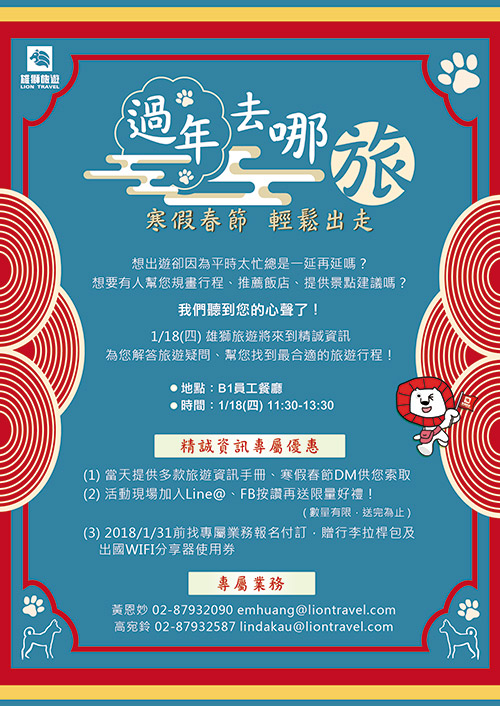 雄獅旅遊
LION TRAVEL
過年去哪旅
寒假春節 輕鬆出走
想出遊卻因為平時太忙總是一延再延嗎？
想要有人幫您規畫行程、推薦飯店、提供景點建議嗎？
我們聽到您的心聲了！
1/18(四) 雄獅旅遊將來到精誠資訊
為您解答旅遊疑問、幫您找到最合適的旅遊行程！
●地點：B1員工餐廳
●時間：1/18(四) 11:30-13:30
精誠資訊專屬優惠
(1) 當天提供多款旅遊資訊手冊、寒假春節DM供您索取
(2) 活動現場加人Line@、FB按讚再送限量好禮！
(數量有限，送完為止)
(3) 2018/1/31前找專屬業務報名付訂，贈行李拉桿包及
出國WIFI分享器使用券
專屬業務
黃恩妙 02-87932090 emhuang@liontravel.com
高宛鈴 02-87932587 lindakau@liontravel.com